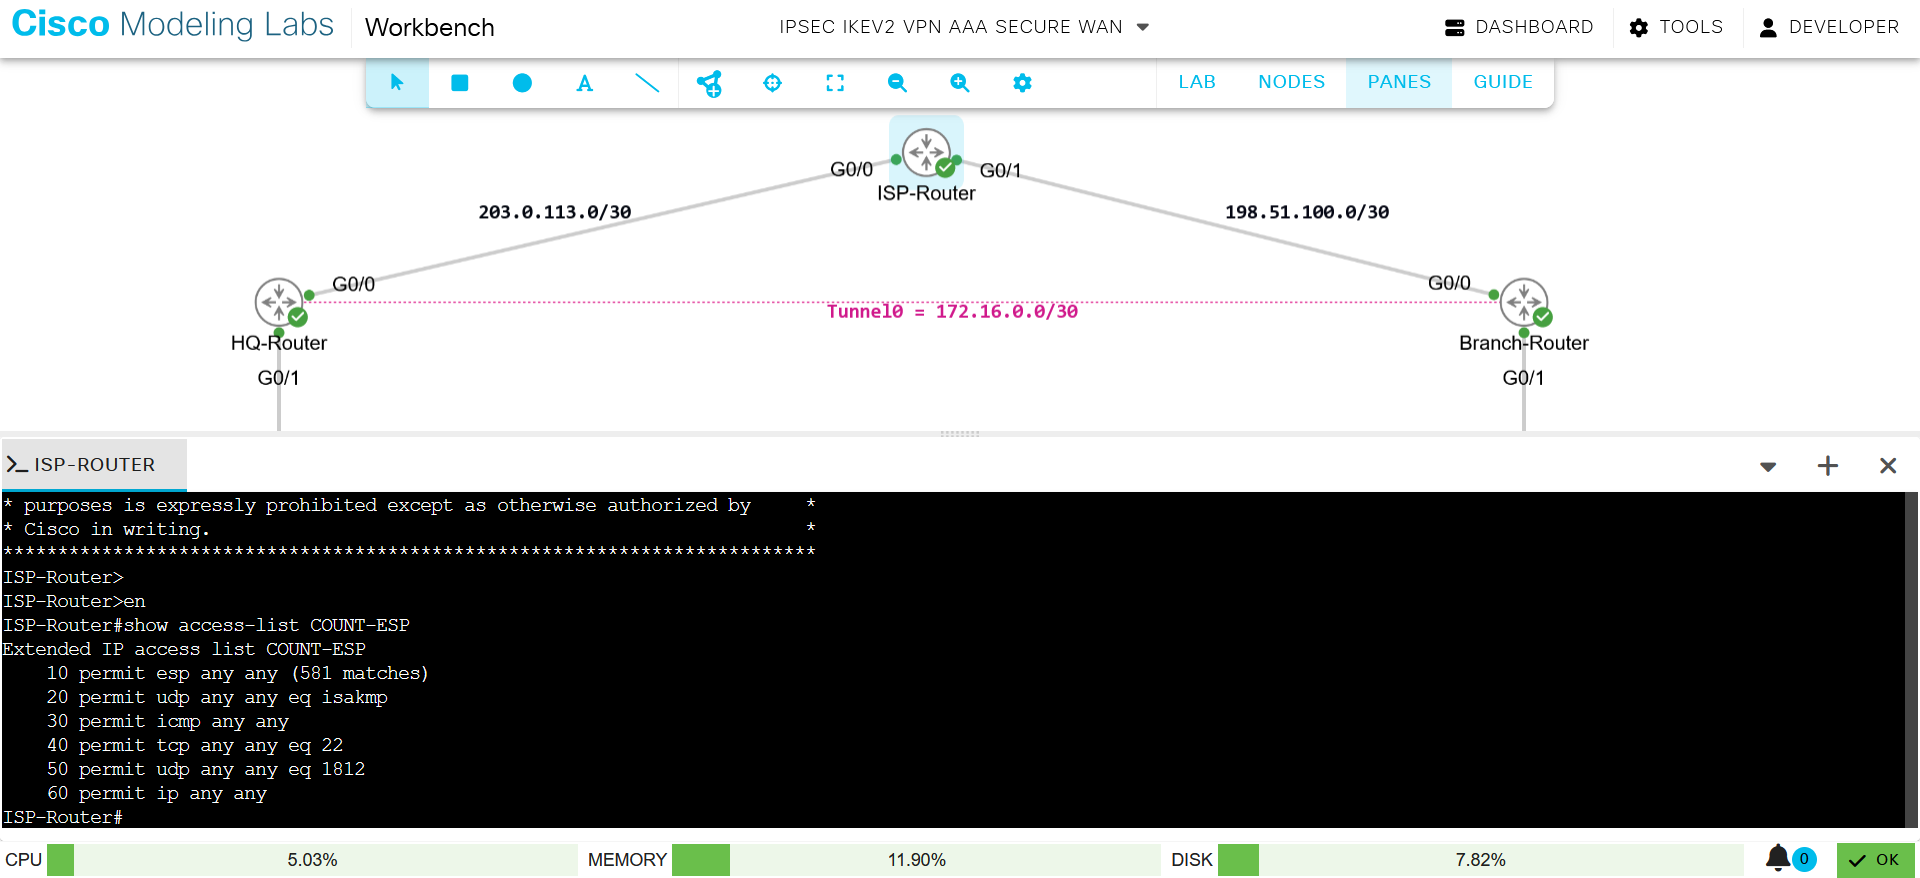 Cisco Modeling Labs
Workbench
IPSEC IKEV2 VPN AAA SECURE WAN
DASHBOARD
TOOLS
DEVELOPER
A
LAB
NODES
PANES
GUIDE
G0/0
G0/1
ISP-Router
203.0.113.0/30
198.51.100.0/30
G0/0
G0/0
Tunnel0 = 172.16.0.0/30
HQ-Router
Branch-Router
G0/1
G0/1
>_ ISP-ROUTER
* purposes is expressly prohibited except as otherwise authorized by     *
* Cisco in writing.                                                      *
**************************************************************************
ISP-Router>
ISP-Router>en
ISP-Router#show access-list COUNT-ESP
Extended IP access list COUNT-ESP
    10 permit esp any any (581 matches)
    20 permit udp any any eq isakmp
    30 permit icmp any any
    40 permit tcp any any eq 22
    50 permit udp any any eq 1812
    60 permit ip any any
ISP-Router#
CPU
5.03%
MEMORY
11.90%
DISK
7.82%
0
OK